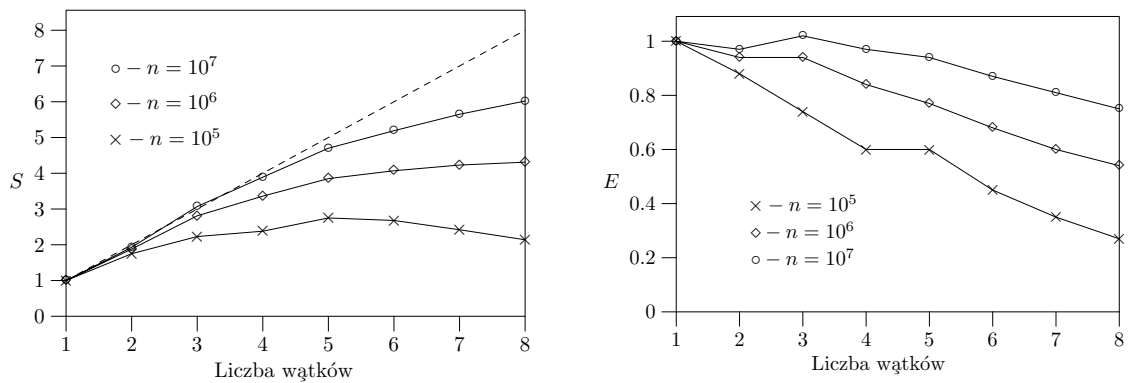 8
7
6
5
4
3
2
1
0
S
○ – n = 10⁷
◇ – n = 10⁶
× – n = 10⁵
1 2 3 4 5 6 7 8
Liczba wątków
1
0.8
0.6
0.4
0.2
0
E
× – n = 10⁵
◇ – n = 10⁶
○ – n = 10⁷
1 2 3 4 5 6 7 8
Liczba wątków